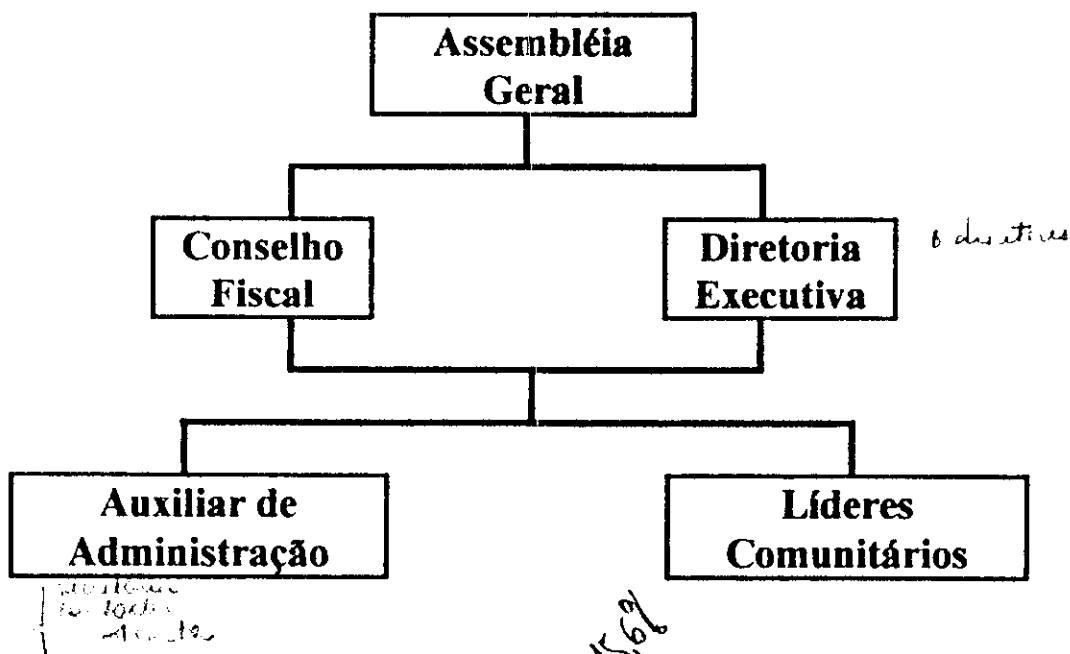 Assembléia
Geral
Conselho
Fiscal
Diretoria
Executiva
Auxiliar de
Administração
Líderes
Comunitários